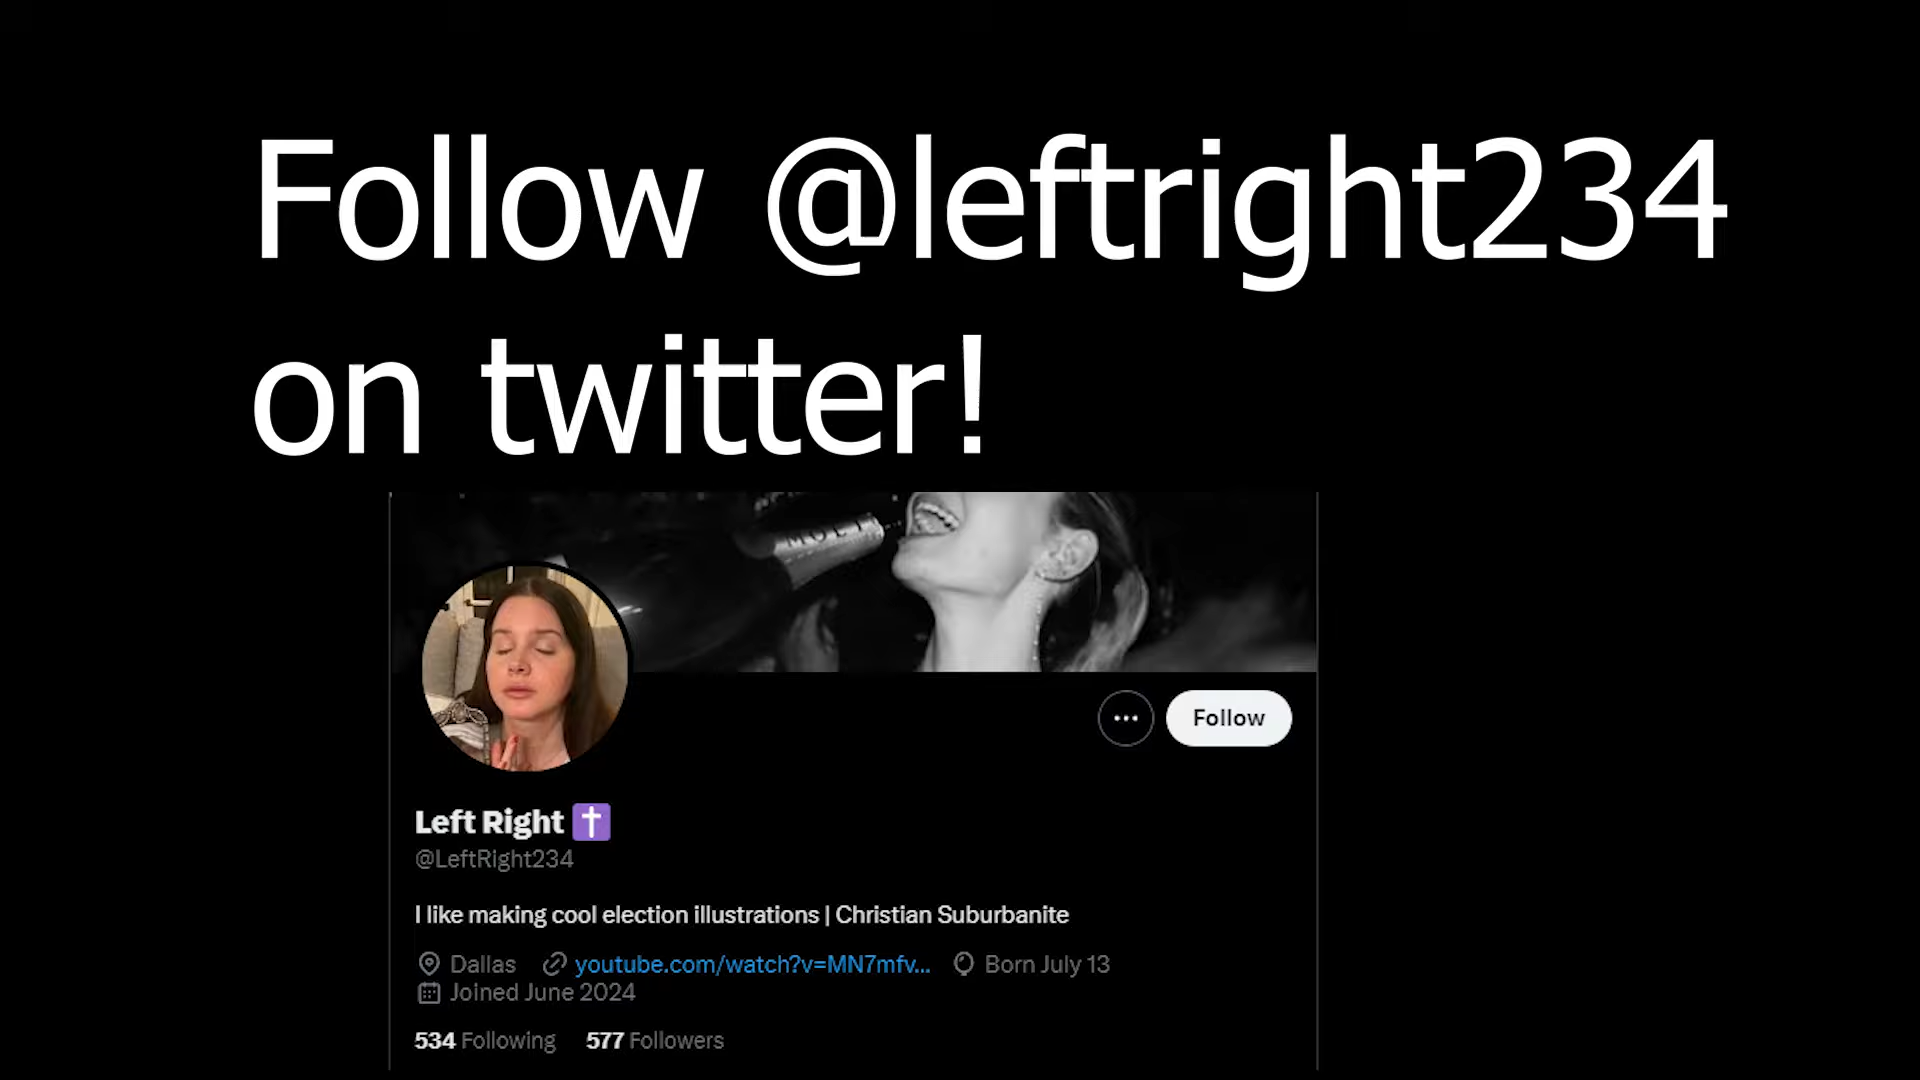 Follow @leftright234
on twitter!
MOET
Follow
Left Right ✝️
@LeftRight234
I like making cool election illustrations | Christian Suburbanite
Dallas youtube.com/watch?v=MN7mfv... Born July 13
Joined June 2024
534 Following 577 Followers